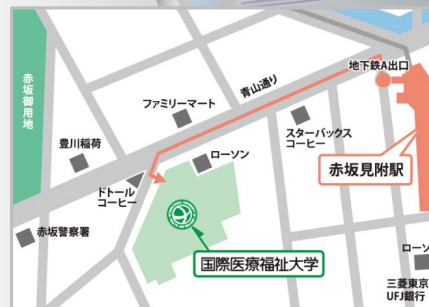 赤坂御用地
地下鉄A出口
青山通り
ファミリーマート
スターバックス
コーヒー
豊川稲荷
ローソン
赤坂見附駅
ドトール
コーヒー
赤坂警察署
国際医療福祉大学
ローソ
三菱東京
UFJ銀行